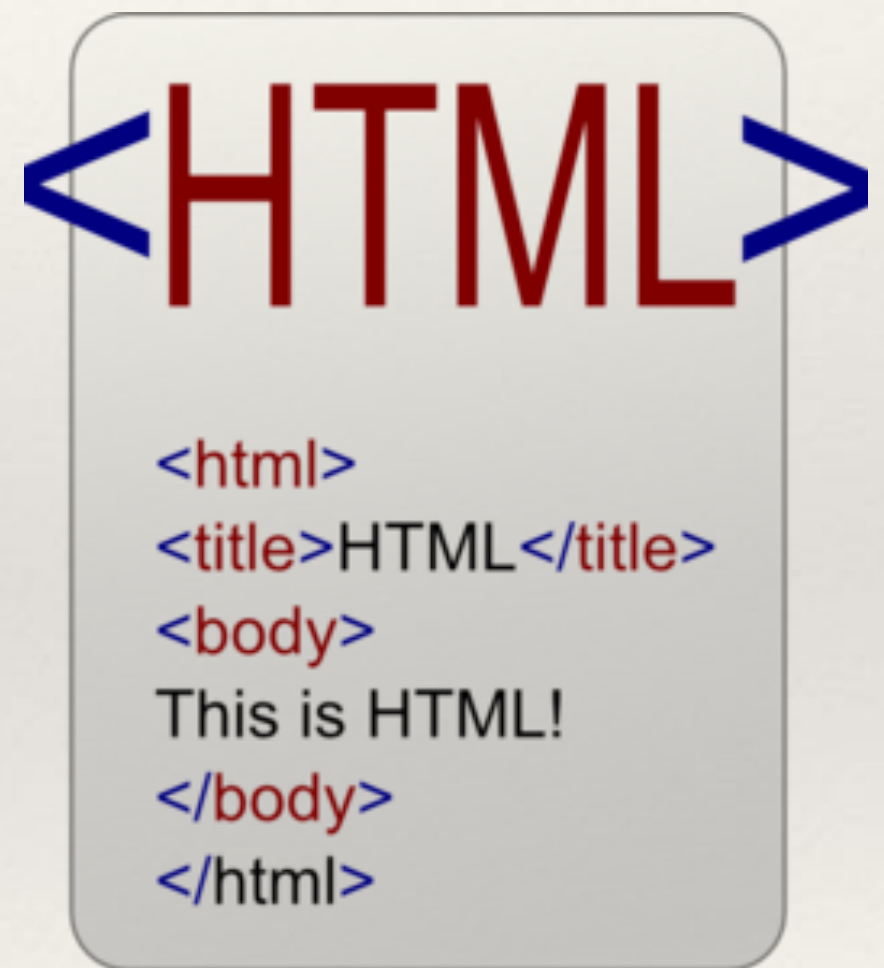 <HTML>
<html>
<title>HTML</title>
<body>
This is HTML!
</body>
</html>